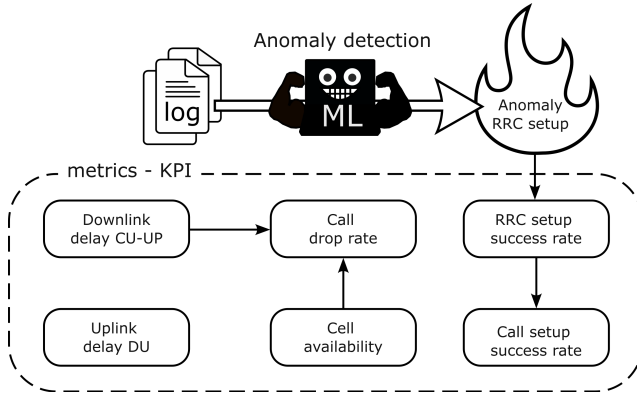 Anomaly detection
log
ML
Anomaly
RRC setup
metrics - KPI
Downlink
delay CU-UP
Call
drop rate
RRC setup
success rate
Uplink
delay DU
Cell
availability
Call setup
success rate